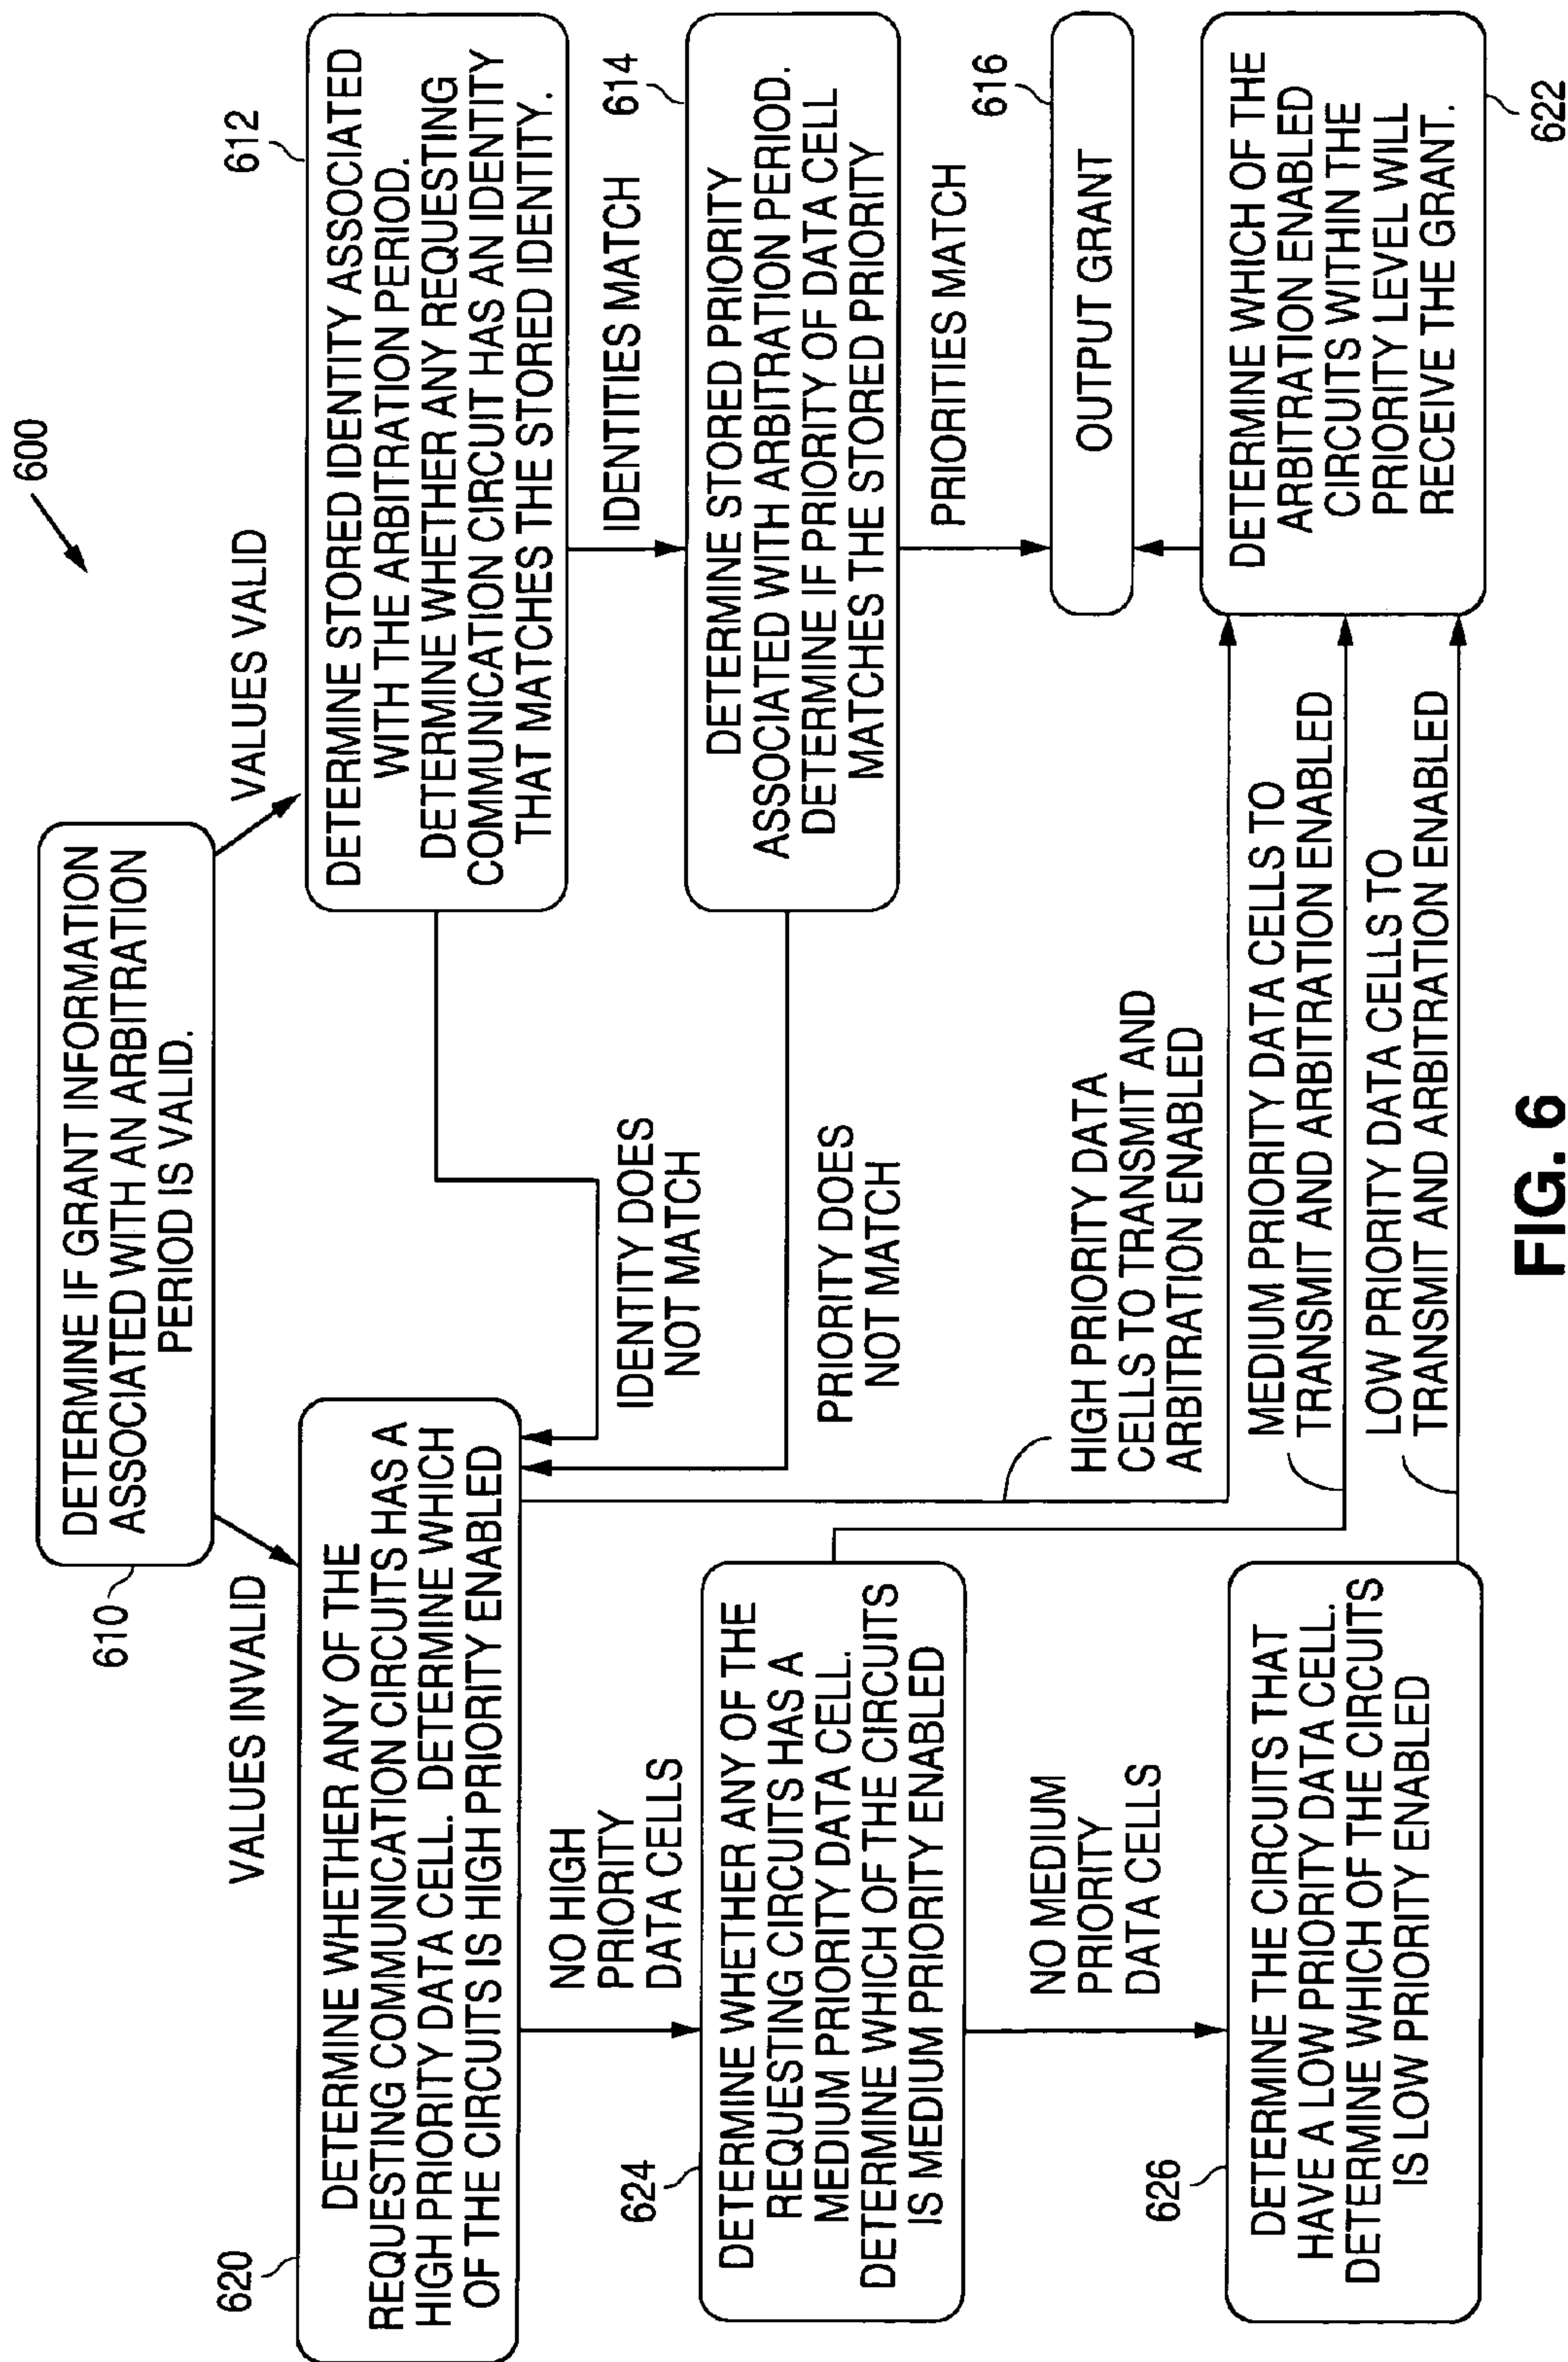 600
610
DETERMINE IF GRANT INFORMATION
ASSOCIATED WITH AN ARBITRATION
PERIOD IS VALID.
VALUES INVALID
VALUES VALID
620
DETERMINE WHETHER ANY OF THE
REQUESTING COMMUNICATION CIRCUITS HAS A
HIGH PRIORITY DATA CELL. DETERMINE WHICH
OF THE CIRCUITS IS HIGH PRIORITY ENABLED
612
DETERMINE STORED IDENTITY ASSOCIATED
WITH THE ARBITRATION PERIOD.
DETERMINE WHETHER ANY REQUESTING
COMMUNICATION CIRCUIT HAS AN IDENTITY
THAT MATCHES THE STORED IDENTITY.
IDENTITY DOES
NOT MATCH
IDENTITIES MATCH
NO HIGH
PRIORITY
DATA CELLS
614
DETERMINE STORED PRIORITY
ASSOCIATED WITH ARBITRATION PERIOD.
DETERMINE IF PRIORITY OF DATA CELL
MATCHES THE STORED PRIORITY
PRIORITY DOES
NOT MATCH
PRIORITIES MATCH
624
DETERMINE WHETHER ANY OF THE
REQUESTING CIRCUITS HAS A
MEDIUM PRIORITY DATA CELL.
DETERMINE WHICH OF THE CIRCUITS
IS MEDIUM PRIORITY ENABLED
616
OUTPUT GRANT
NO MEDIUM
PRIORITY
DATA CELLS
HIGH PRIORITY DATA
CELLS TO TRANSMIT AND
ARBITRATION ENABLED
MEDIUM PRIORITY DATA CELLS TO
TRANSMIT AND ARBITRATION ENABLED
LOW PRIORITY DATA CELLS TO
TRANSMIT AND ARBITRATION ENABLED
626
DETERMINE THE CIRCUITS THAT
HAVE A LOW PRIORITY DATA CELL.
DETERMINE WHICH OF THE CIRCUITS
IS LOW PRIORITY ENABLED
DETERMINE WHICH OF THE
ARBITRATION ENABLED
CIRCUITS WITHIN THE
PRIORITY LEVEL WILL
RECEIVE THE GRANT.
622
FIG. 6